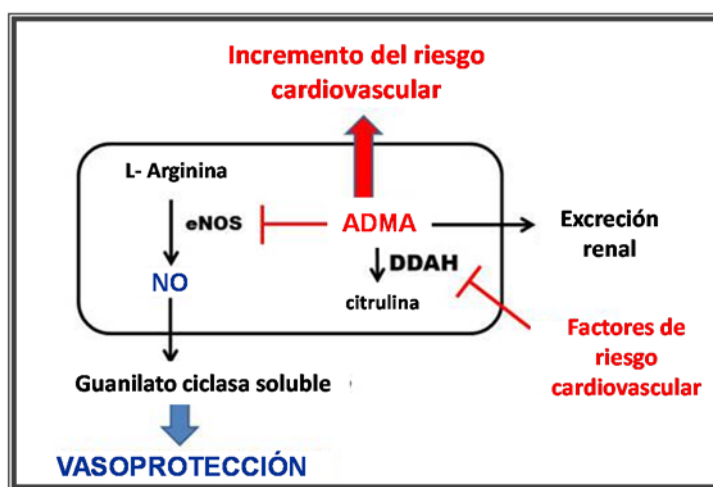 Incremento del riesgo
cardiovascular
L- Arginina
eNOS
ADMA
Excreción
renal
NO
DDAH
citrulina
Factores de
riesgo
cardiovascular
Guanilato ciclasa soluble
VASOPROTECCIÓN